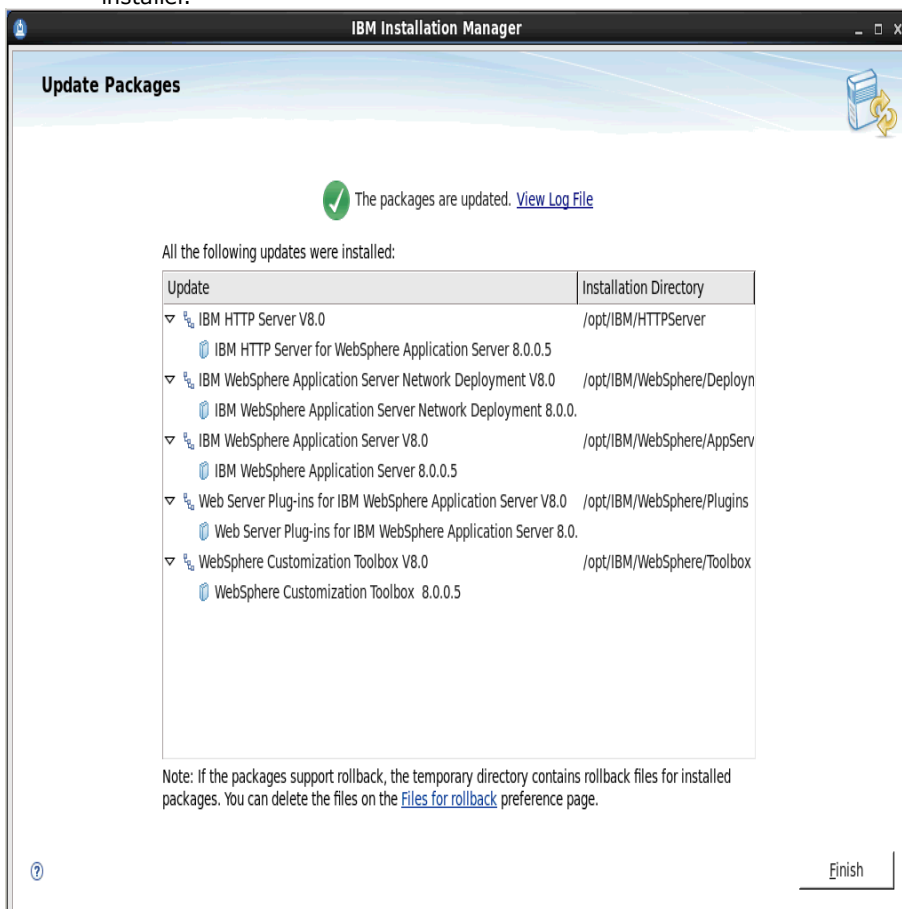 installer.
IBM Installation Manager
Update Packages
The packages are updated. View Log File
All the following updates were installed:
Update Installation Directory
IBM HTTP Server V8.0 /opt/IBM/HTTPServer
IBM HTTP Server for WebSphere Application Server 8.0.0.5
IBM WebSphere Application Server Network Deployment V8.0 /opt/IBM/WebSphere/Deployn
IBM WebSphere Application Server Network Deployment 8.0.0.
IBM WebSphere Application Server V8.0 /opt/IBM/WebSphere/AppServ
IBM WebSphere Application Server 8.0.0.5
Web Server Plug-ins for IBM WebSphere Application Server V8.0 /opt/IBM/WebSphere/Plugins
Web Server Plug-ins for IBM WebSphere Application Server 8.0.
WebSphere Customization Toolbox V8.0 /opt/IBM/WebSphere/Toolbox
WebSphere Customization Toolbox 8.0.0.5
Note: If the packages support rollback, the temporary directory contains rollback files for installed
packages. You can delete the files on the Files for rollback preference page.
? Finish